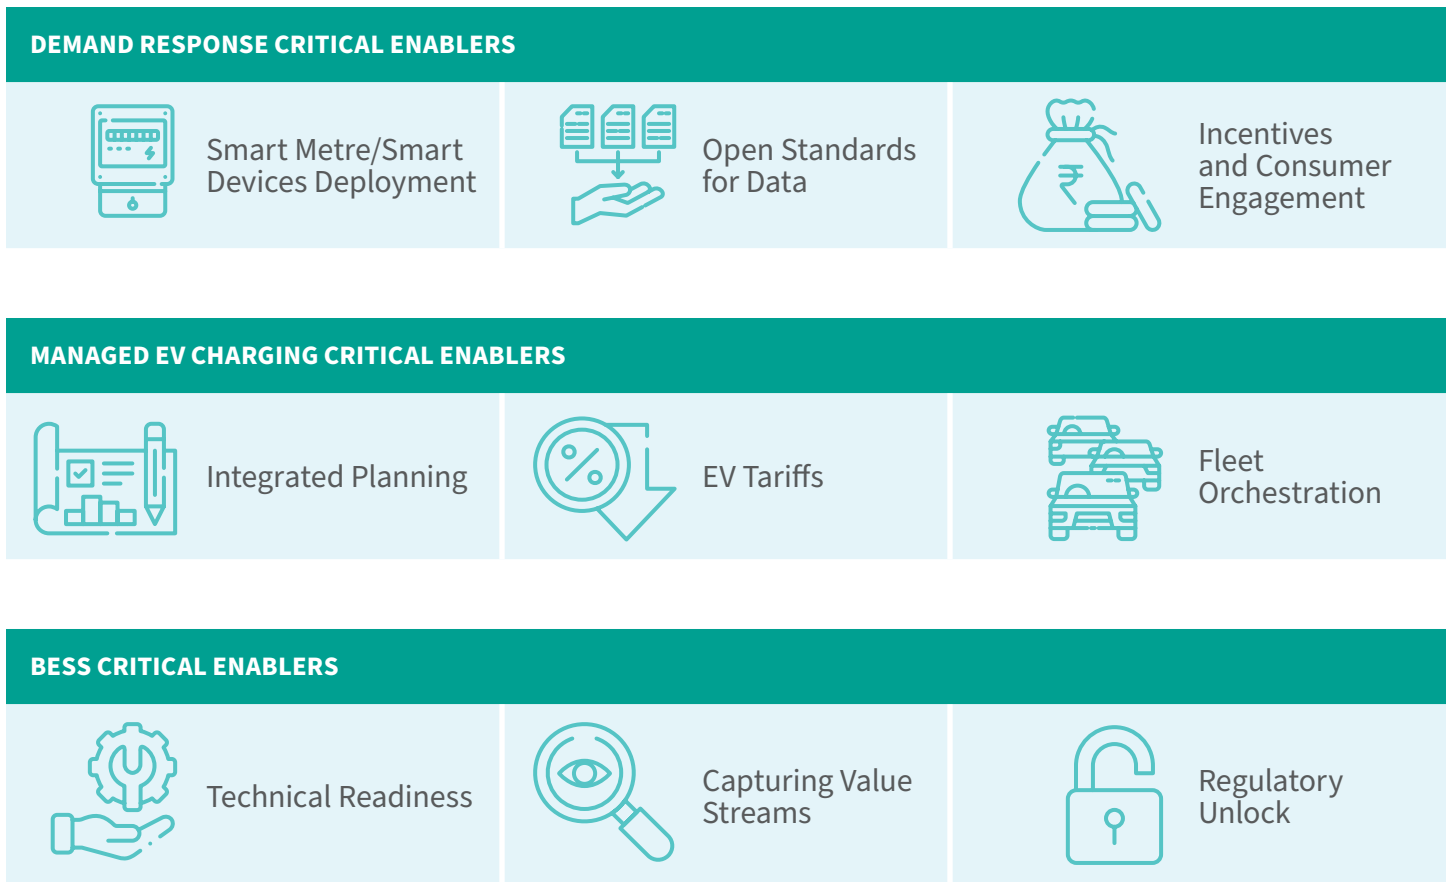 DEMAND RESPONSE CRITICAL ENABLERS
Smart Metre/Smart
Devices Deployment
Open Standards
for Data
Incentives
and Consumer
Engagement
MANAGED EV CHARGING CRITICAL ENABLERS
Integrated Planning
EV Tariffs
Fleet
Orchestration
BESS CRITICAL ENABLERS
Technical Readiness
Capturing Value
Streams
Regulatory
Unlock